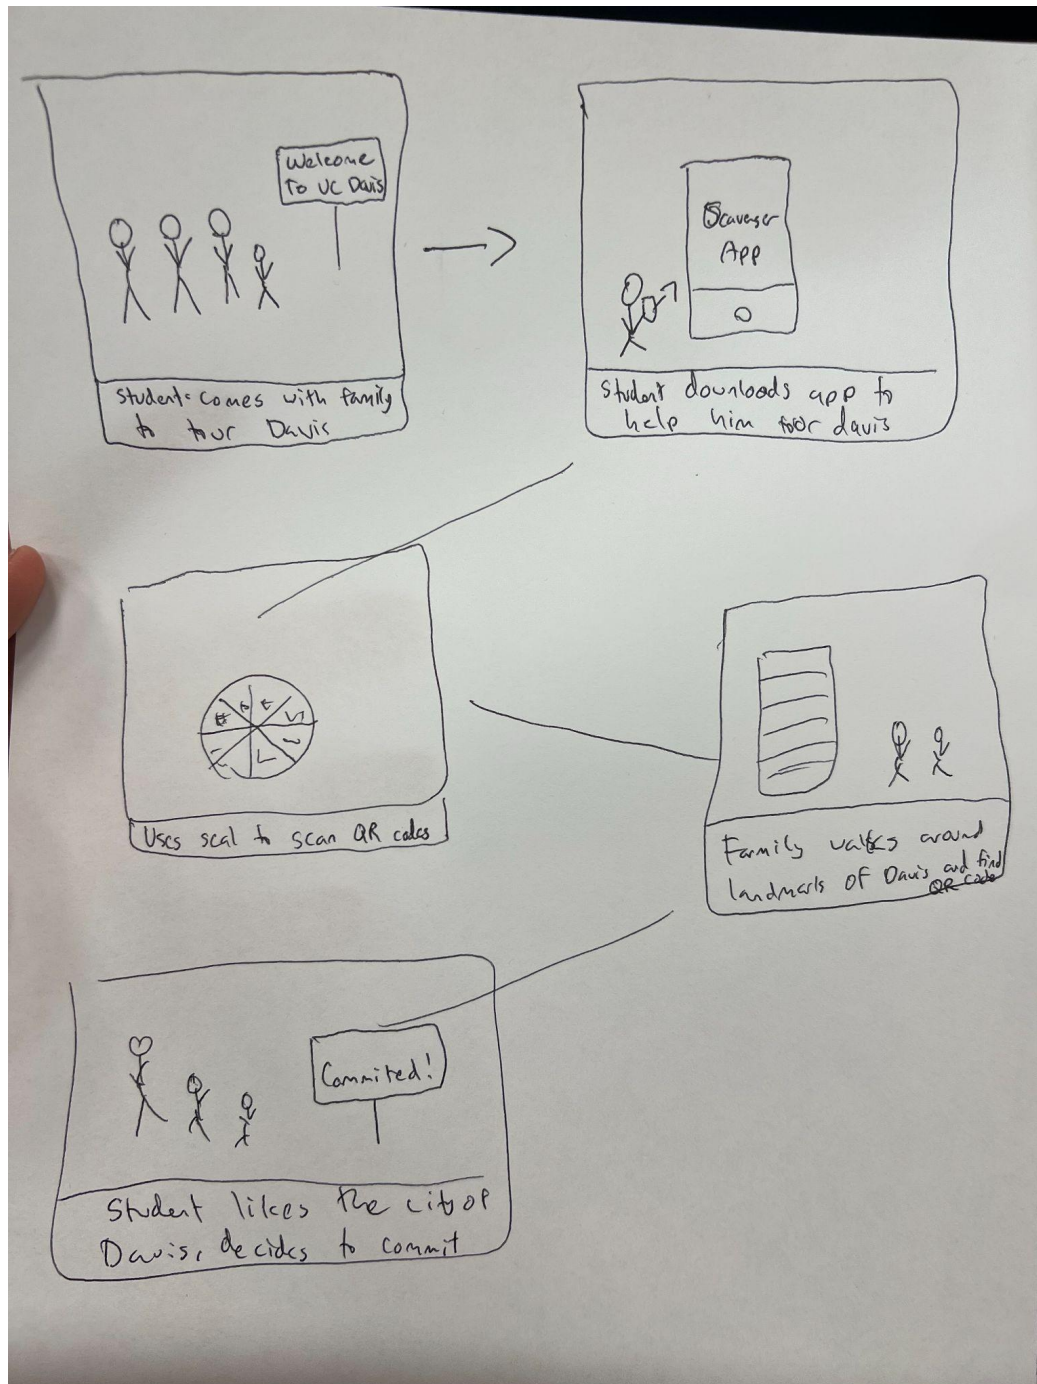 Welcome
To UC Davis
Student comes with family
to tour Davis
Scavenger
App
Student downloads app to
help him tour davis
Uses scal to scan QR codes
Family walks around
landmarks of Davis and find
QR code
Commited!
Student likes the city of
Davis, decides to commit